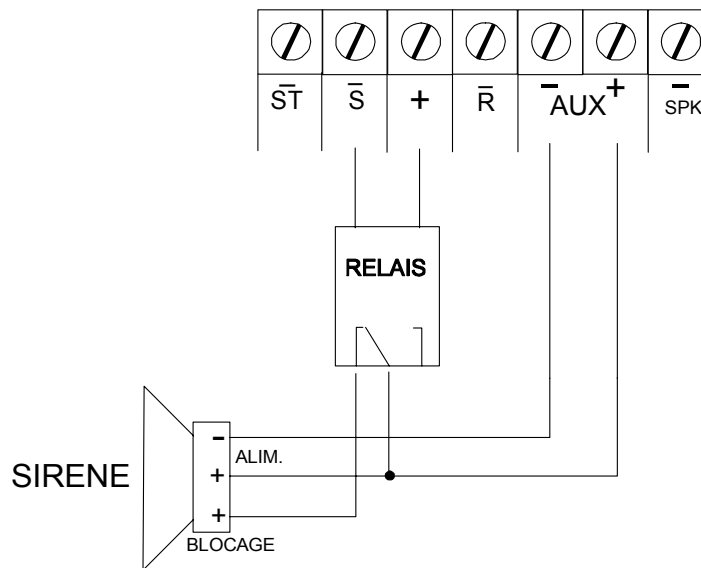 S̅T̅ S̅ + R̅ - AUX + - SPK
RELAIS
SIRENE
- ALIM.
+
+
BLOCAGE